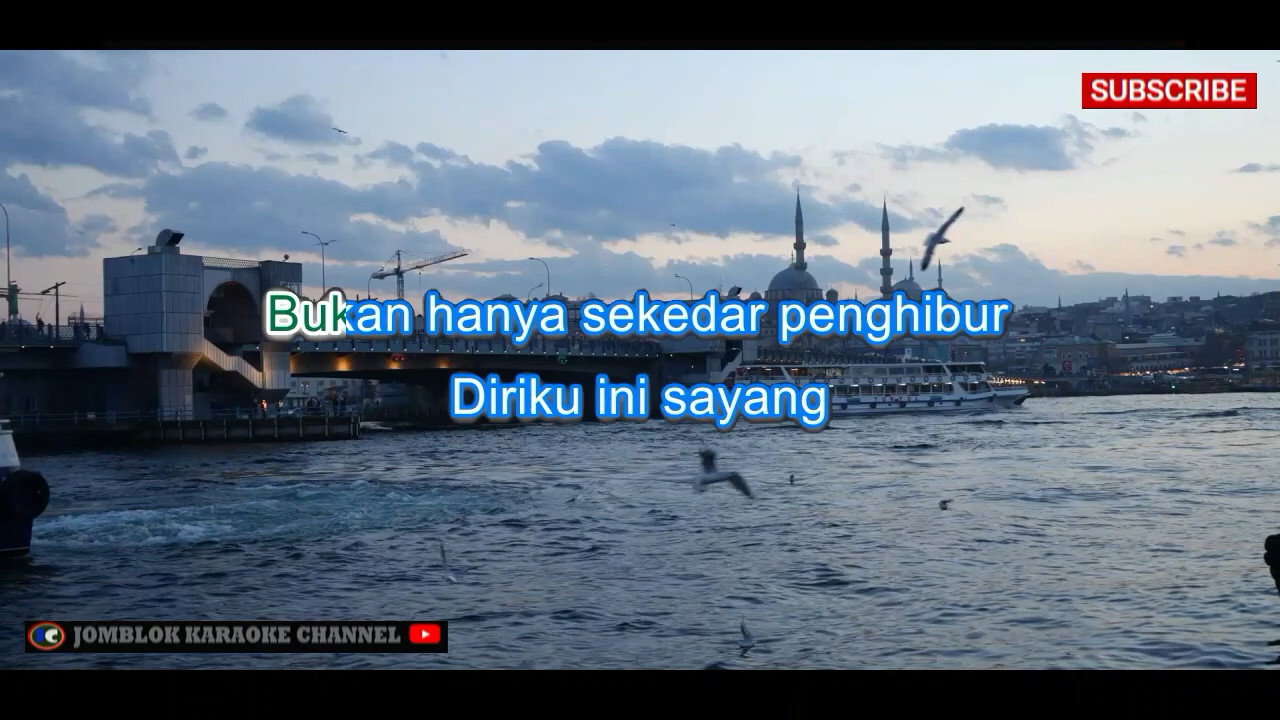 SUBSCRIBE
Bukan hanya sekedar penghibur
Diriku ini sayang
JOMBLOK KARAOKE CHANNEL